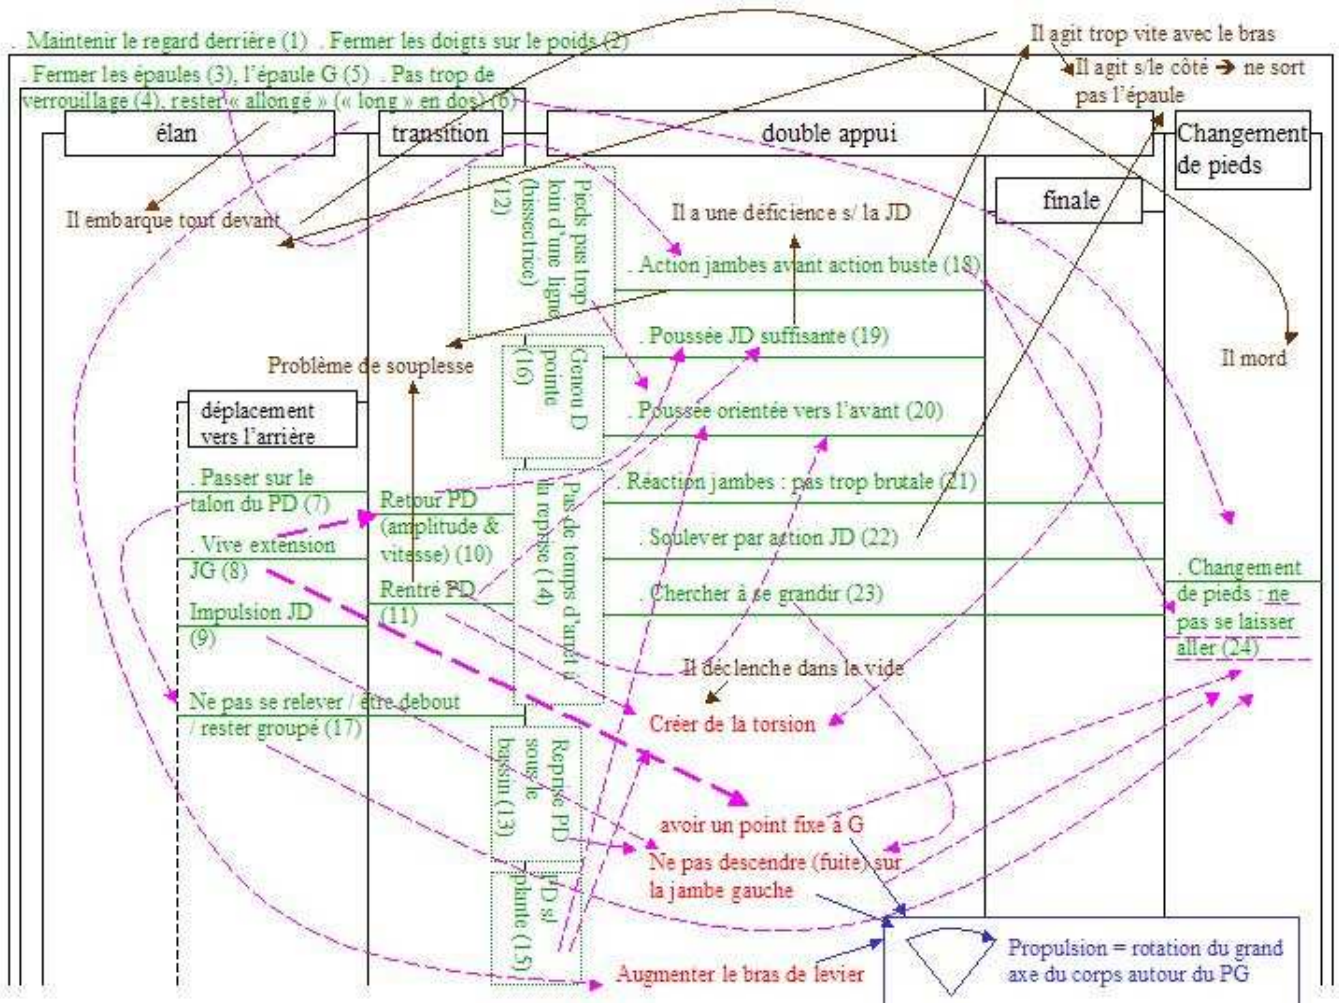 . Maintenir le regard derrière (1) . Fermer les doigts sur le poids (2)
Il agit trop vite avec le bras
. Fermer les épaules (3), l'épaule G (5) . Pas trop de
verrouillage (4), rester « allongé » (« long » en dos) (6)
Il agit s/le côté ➔ ne sort
pas l'épaule
élan
transition
double appui
Changement
de pieds
finale
Il embarque tout devant
Pieds pas trop
loin d'une ligne
(bissectrice)
(12)
Il a une déficience s/ la JD
. Action jambes avant action buste (18)
. Poussée JD suffisante (19)
Il mord
Problème de souplesse
Genou D
pointe
(16)
. Poussée orientée vers l'avant (20)
déplacement
vers l'arrière
. Passer sur le
talon du PD (7)
Retour PD
(amplitude &
vitesse) (10)
Pas de temps d'arrêt à
la reprise (14)
. Réaction jambes : pas trop brutale (21)
. Vive extension
JG (8)
. Soulever par action JD (22)
. Changement
de pieds : ne
pas se laisser
aller (24)
Impulsion JD
(9)
Rentré PD
(11)
. Chercher à se grandir (23)
Il déclenche dans le vide
Ne pas se relever / être debout
/ rester groupé (17)
Créer de la torsion
Reprise PD
sous le
bassin (13)
avoir un point fixe à G
Ne pas descendre (fuite) sur
la jambe gauche
PD s/
plante (15)
Augmenter le bras de levier
Propulsion = rotation du grand
axe du corps autour du PG